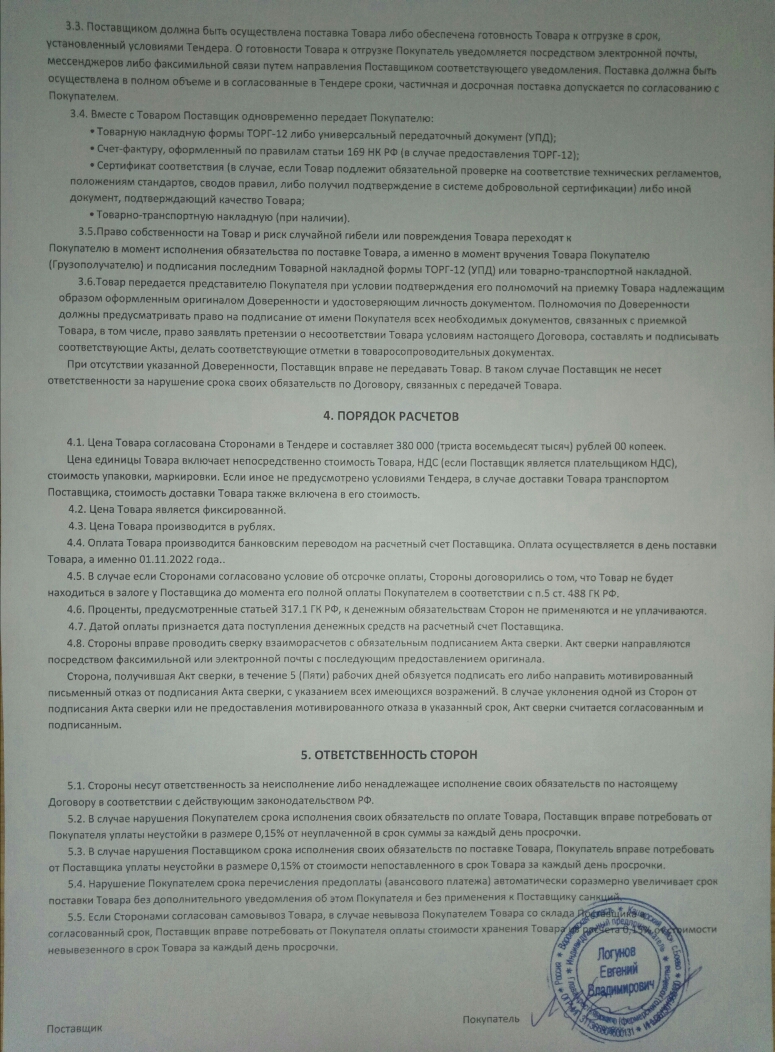 3.3. Поставщиком должна быть осуществлена поставка Товара либо обеспечена готовность Товара к отгрузке в срок,
установленный условиями Тендера. О готовности Товара к отгрузке Покупатель уведомляется посредством электронной почты,
мессенджеров либо факсимильной связи путем направления Поставщиком соответствующего уведомления. Поставка должна быть
осуществлена в полном объеме и в согласованные в Тендере сроки, частичная и досрочная поставка допускается по согласованию с
Покупателем.
3.4. Вместе с Товаром Поставщик одновременно передает Покупателю:
• Товарную накладную формы ТОРГ-12 либо универсальный передаточный документ (УПД);
• Счет-фактуру, оформленный по правилам статьи 169 НК РФ (в случае предоставления ТОРГ-12);
• Сертификат соответствия (в случае, если Товар подлежит обязательной проверке на соответствие технических регламентов,
положениям стандартов, сводов правил, либо получил подтверждение в системе добровольной сертификации) либо иной
документ, подтверждающий качество Товара;
• Товарно-транспортную накладную (при наличии).
3.5.Право собственности на Товар и риск случайной гибели или повреждения Товара переходят к
Покупателю в момент исполнения обязательства по поставке Товара, а именно в момент вручения Товара Покупателю
(Грузополучателю) и подписания последним Товарной накладной формы ТОРГ-12 (УПД) или товарно-транспортной накладной.
3.6.Товар передается представителю Покупателя при условии подтверждения его полномочий на приемку Товара надлежащим
образом оформленным оригиналом Доверенности и удостоверяющим личность документом. Полномочия по Доверенности
должны предусматривать право на подписание от имени Покупателя всех необходимых документов, связанных с приемкой
Товара, в том числе, право заявлять претензии о несоответствии Товара условиям настоящего Договора, составлять и подписывать
соответствующие Акты, делать соответствующие отметки в товаросопроводительных документах.
При отсутствии указанной Доверенности, Поставщик вправе не передавать Товар. В таком случае Поставщик не несет
ответственности за нарушение срока своих обязательств по Договору, связанных с передачей Товара.
4. ПОРЯДОК РАСЧЕТОВ
4.1. Цена Товара согласована Сторонами в Тендере и составляет 380 000 (триста восемьдесят тысяч) рублей 00 копеек.
Цена единицы Товара включает непосредственно стоимость Товара, НДС (если Поставщик является плательщиком НДС),
стоимость упаковки, маркировки. Если иное не предусмотрено условиями Тендера, в случае доставки Товара транспортом
Поставщика, стоимость доставки Товара также включена в его стоимость.
4.2. Цена Товара является фиксированной.
4.3. Цена Товара производится в рублях.
4.4. Оплата Товара производится банковским переводом на расчетный счет Поставщика. Оплата осуществляется в день поставки
Товара, а именно 01.11.2022 года..
4.5. В случае если Сторонами согласовано условие об отсрочке оплаты, Стороны договорились о том, что Товар не будет
находиться в залоге у Поставщика до момента его полной оплаты Покупателем в соответствии с п.5 ст. 488 ГК РФ.
4.6. Проценты, предусмотренные статьей 317.1 ГК РФ, к денежным обязательствам Сторон не применяются и не уплачиваются.
4.7. Датой оплаты признается дата поступления денежных средств на расчетный счет Поставщика.
4.8. Стороны вправе проводить сверку взаиморасчетов с обязательным подписанием Акта сверки. Акт сверки направляются
посредством факсимильной или электронной почты с последующим предоставлением оригинала.
Сторона, получившая Акт сверки, в течение 5 (Пяти) рабочих дней обязуется подписать его либо направить мотивированный
письменный отказ от подписания Акта сверки, с указанием всех имеющихся возражений. В случае уклонения одной из Сторон от
подписания Акта сверки или не предоставления мотивированного отказа в указанный срок, Акт сверки считается согласованным и
подписанным.
5. ОТВЕТСТВЕННОСТЬ СТОРОН
5.1. Стороны несут ответственность за неисполнение либо ненадлежащее исполнение своих обязательств по настоящему
Договору в соответствии с действующим законодательством РФ.
5.2. В случае нарушения Покупателем срока исполнения своих обязательств по оплате Товара, Поставщик вправе потребовать от
Покупателя уплаты неустойки в размере 0,15% от неуплаченной в срок суммы за каждый день просрочки.
5.3. В случае нарушения Поставщиком срока исполнения своих обязательств по поставке Товара, Покупатель вправе потребовать
от Поставщика уплаты неустойки в размере 0,15% от стоимости непоставленного в срок Товара за каждый день просрочки.
5.4. Нарушение Покупателем срока перечисления предоплаты (авансового платежа) автоматически соразмерно увеличивает срок
поставки Товара без дополнительного уведомления об этом Покупателя и без применения к Поставщику санкций.
5.5. Если Сторонами согласован самовывоз Товара, в случае невывоза Покупателем Товара со склада Поставщика в
согласованный срок, Поставщик вправе потребовать от Покупателя оплаты стоимости хранения Товара из расчета 0,15% от стоимости
невывезенного в срок Товара за каждый день просрочки.
Логунов
Евгений
Владимирович
Покупатель
Поставщик